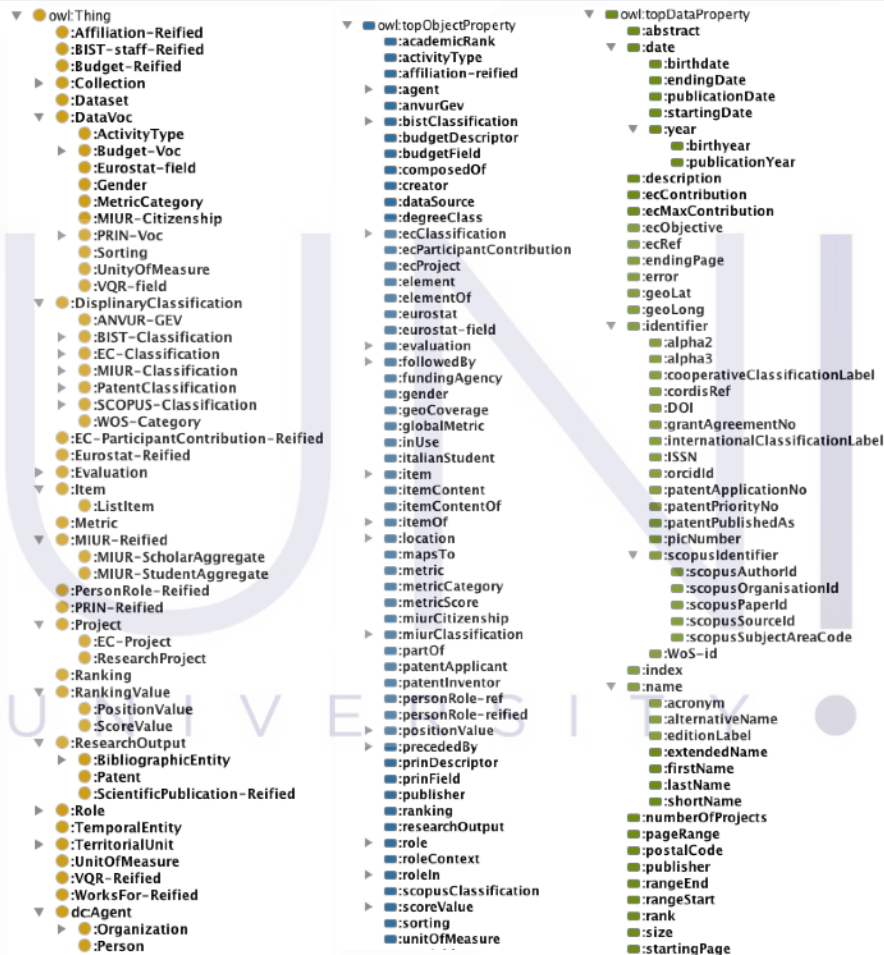 owl:Thing
:Affiliation-Reified
:BIST-staff-Reified
:Budget-Reified
:Collection
:Dataset
:DataVoc
:ActivityType
:Budget-Voc
:Eurostat-field
:Gender
:MetricCategory
:MIUR-Citizenship
:PRIN-Voc
:Sorting
:UnityOfMeasure
:VQR-field
:DisplinaryClassification
:ANVUR-GEV
:BIST-Classification
:EC-Classification
:MIUR-Classification
:PatentClassification
:SCOPUS-Classification
:WOS-Category
:EC-ParticipantContribution-Reified
:Eurostat-Reified
:Evaluation
:Item
:ListItem
:Metric
:MIUR-Reified
:MIUR-ScholarAggregate
:MIUR-StudentAggregate
:PersonRole-Reified
:PRIN-Reified
:Project
:EC-Project
:ResearchProject
:Ranking
:RankingValue
:PositionValue
:ScoreValue
:ResearchOutput
:BibliographicEntity
:Patent
:ScientificPublication-Reified
:Role
:TemporalEntity
:TerritorialUnit
:UnitOfMeasure
:VQR-Reified
:WorksFor-Reified
dc:Agent
:Organization
:Person
owl:topObjectProperty
:academicRank
:activityType
:affiliation-reified
:agent
:anvurGev
:bistClassification
:budgetDescriptor
:budgetField
:composedOf
:creator
:dataSource
:degreeClass
:ecClassification
:ecParticipantContribution
:ecProject
:element
:elementOf
:eurostat
:eurostat-field
:evaluation
:followedBy
:fundingAgency
:gender
:geoCoverage
:globalMetric
:inUse
:italianStudent
:item
:itemContent
:itemContentOf
:itemOf
:location
:mapsTo
:metric
:metricCategory
:metricScore
:miurCitizenship
:miurClassification
:partOf
:patentApplicant
:patentInventor
:personRole-ref
:personRole-reified
:positionValue
:precededBy
:prinDescriptor
:prinField
:publisher
:ranking
:researchOutput
:role
:roleContext
:roleIn
:scopusClassification
:scoreValue
:sorting
:unitOfMeasure
owl:topDataProperty
:abstract
:date
:birthdate
:endingDate
:publicationDate
:startingDate
:year
:birthyear
:publicationYear
:description
:ecContribution
:ecMaxContribution
:ecObjective
:ecRef
:endingPage
:error
:geoLat
:geoLong
:identifier
:alpha2
:alpha3
:cooperativeClassificationLabel
:cordisRef
:DOI
:grantAgreementNo
:internationalClassificationLabel
:ISSN
:orcidId
:patentApplicationNo
:patentPriorityNo
:patentPublishedAs
:picNumber
:scopusIdentifier
:scopusAuthorId
:scopusOrganisationId
:scopusPaperId
:scopusSourceId
:scopusSubjectAreaCode
:WoS-id
:index
:name
:acronym
:alternativeName
:editionLabel
:extendedName
:firstName
:lastName
:shortName
:numberOfProjects
:pageRange
:postalCode
:publisher
:rangeEnd
:rangeStart
:rank
:size
:startingPage
UNI
UNIVERSITY